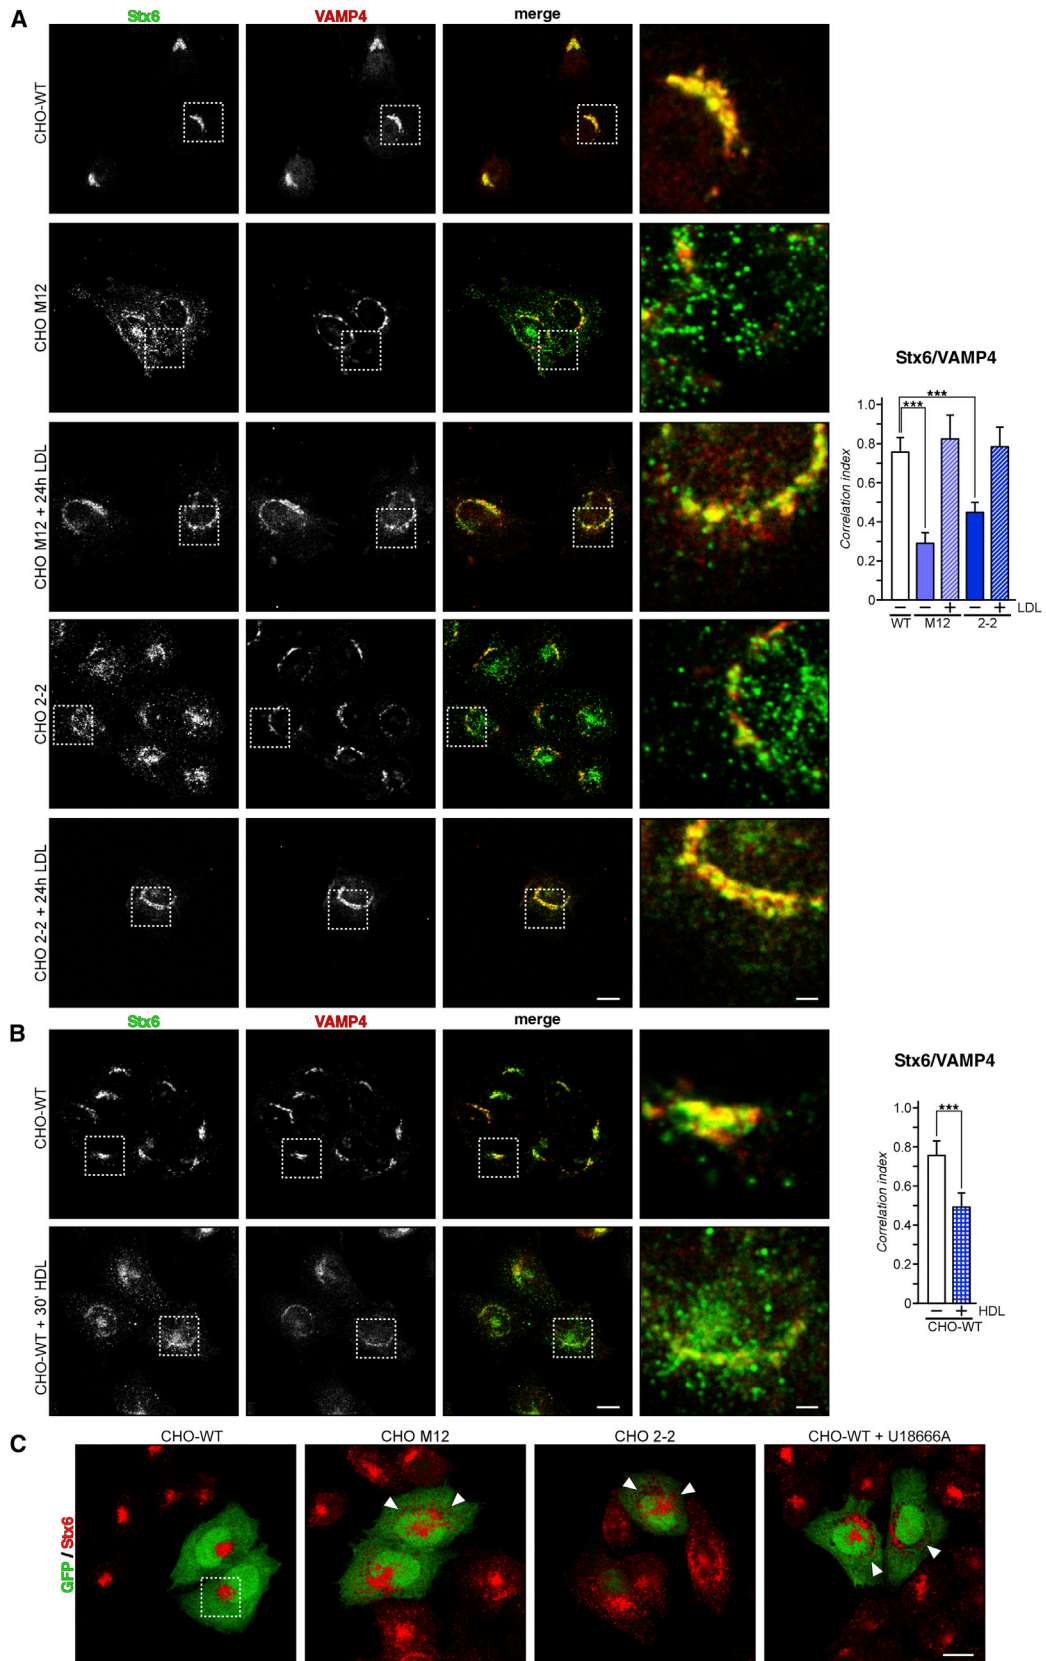 A
Stx6 VAMP4 merge
CHO-WT
CHO M12
CHO M12 + 24h LDL
CHO 2-2
CHO 2-2 + 24h LDL
Stx6/VAMP4
Correlation index
1.0
0.8
0.6
0.4
0.2
0
*** ***
– – + – + LDL
WT M12 2-2
B
Stx6 VAMP4 merge
CHO-WT
CHO-WT + 30' HDL
Stx6/VAMP4
Correlation index
1.0
0.8
0.6
0.4
0.2
0
***
– + HDL
CHO-WT
C
CHO-WT CHO M12 CHO 2-2 CHO-WT + U18666A
GFP / Stx6